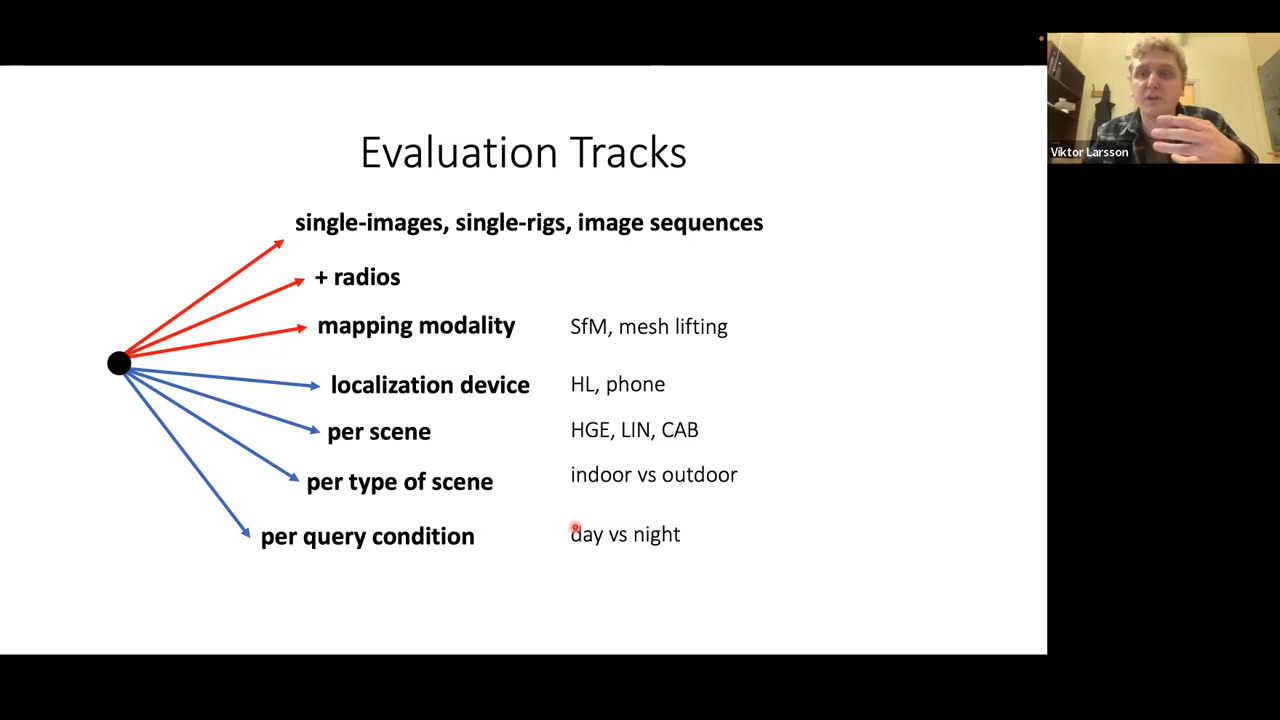 Evaluation Tracks
single-images, single-rigs, image sequences
+ radios
mapping modality SfM, mesh lifting
localization device HL, phone
per scene HGE, LIN, CAB
per type of scene indoor vs outdoor
per query condition day vs night
Viktor Larsson